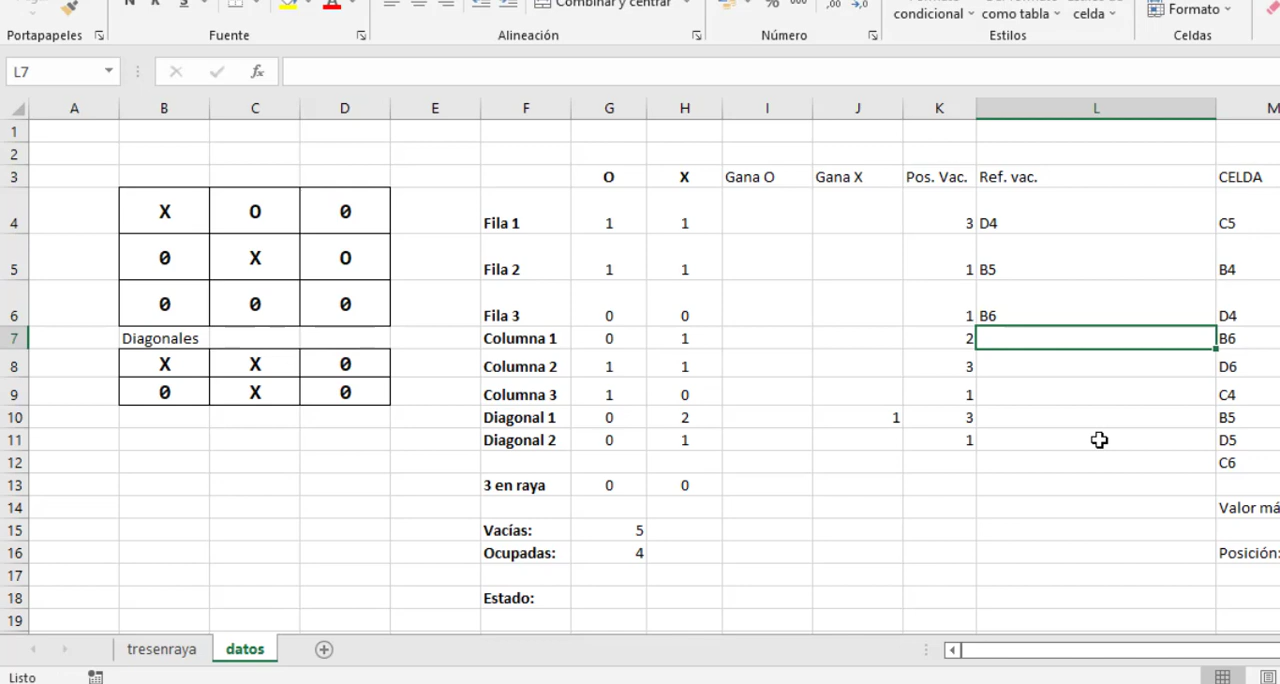 N K S
Combinar y centrar
% 000
condicional como tabla celda
Formato
Portapapeles Fuente Alineación Número Estilos Celdas
L7 fx
A B C D E F G H I J K L M
1
2
3 O X Gana O Gana X Pos. Vac. Ref. vac. CELDA
4 X O 0 Fila 1 1 1 3 D4 C5
5 0 X O Fila 2 1 1 1 B5 B4
6 0 0 0 Fila 3 0 0 1 B6 D4
7 Diagonales Columna 1 0 1 2 B6
8 X X 0 Columna 2 1 1 3 D6
9 0 X 0 Columna 3 1 0 1 C4
10 Diagonal 1 0 2 1 3 B5
11 Diagonal 2 0 1 1 D5
12 C6
13 3 en raya 0 0
14 Valor má
15 Vacías: 5
16 Ocupadas: 4 Posición:
17
18 Estado:
19
tresenraya datos
Listo